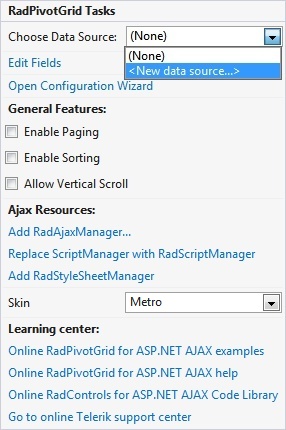 RadPivotGrid Tasks
Choose Data Source: (None)
(None)
Edit Fields <New data source...>
Open Configuration Wizard
General Features:
Enable Paging
Enable Sorting
Allow Vertical Scroll
Ajax Resources:
Add RadAjaxManager...
Replace ScriptManager with RadScriptManager
Add RadStyleSheetManager
Skin Metro
Learning center:
Online RadPivotGrid for ASP.NET AJAX examples
Online RadPivotGrid for ASP.NET AJAX help
Online RadControls for ASP.NET AJAX Code Library
Go to online Telerik support center